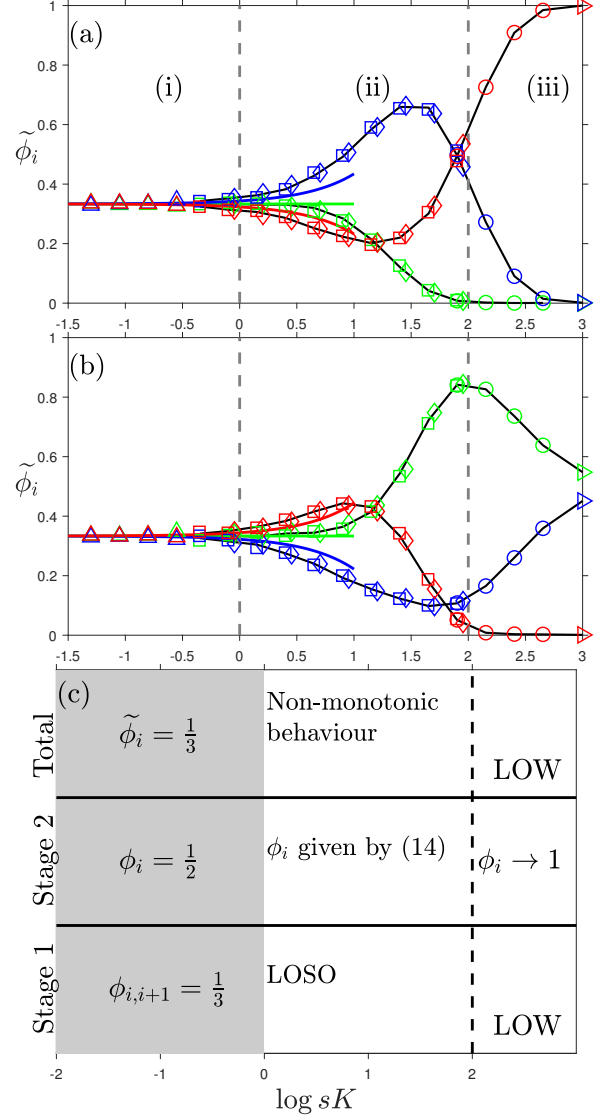 (a)
(i)
(ii)
(iii)
1
0.8
0.6
0.4
0.2
0
ϕ̃ᵢ
-1.5 -1 -0.5 0 0.5 1 1.5 2 2.5 3
(b)
1
0.8
0.6
0.4
0.2
0
ϕ̃ᵢ
-1.5 -1 -0.5 0 0.5 1 1.5 2 2.5 3
(c)
Total
ϕ̃ᵢ = 1/3
Non-monotonic
behaviour
LOW
Stage 2
ϕᵢ = 1/2
ϕᵢ given by (14)
ϕᵢ → 1
Stage 1
ϕᵢ,ᵢ₊₁ = 1/3
LOSO
LOW
-2 -1 0 1 2
log sK